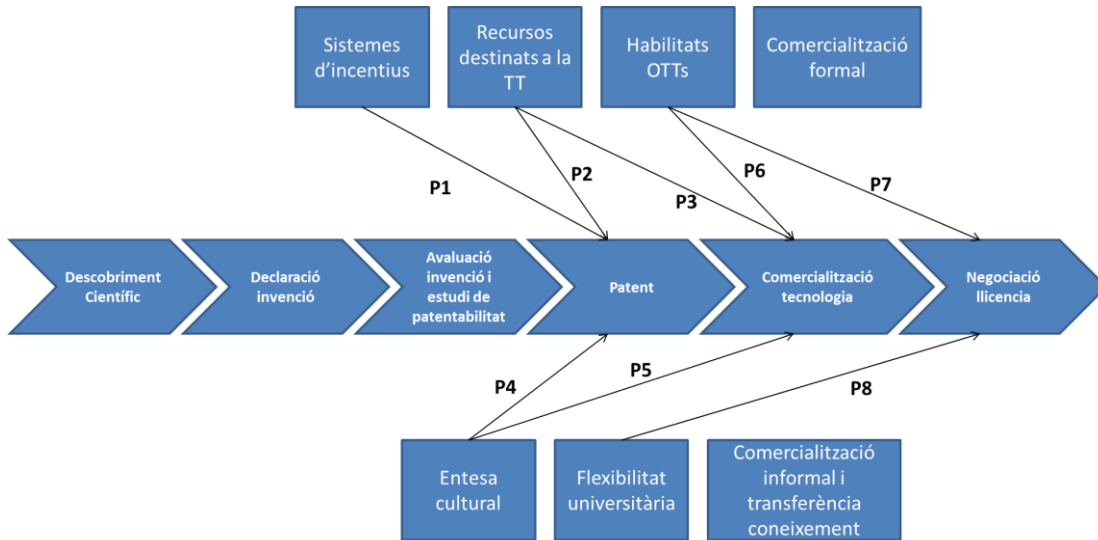 Sistemes
d'incentius
Recursos
destinats a la
TT
Habilitats
OTTs
Comercialització
formal
P1
P2
P3
P6
P7
Descobriment
Científic
Declaració
invenció
Avaluació
invenció i
estudi de
patentabilitat
Patent
Comercialització
tecnologia
Negociació
llicencia
P4
P5
P8
Entesa
cultural
Flexibilitat
universitària
Comercialització
informal i
transferència
coneixement